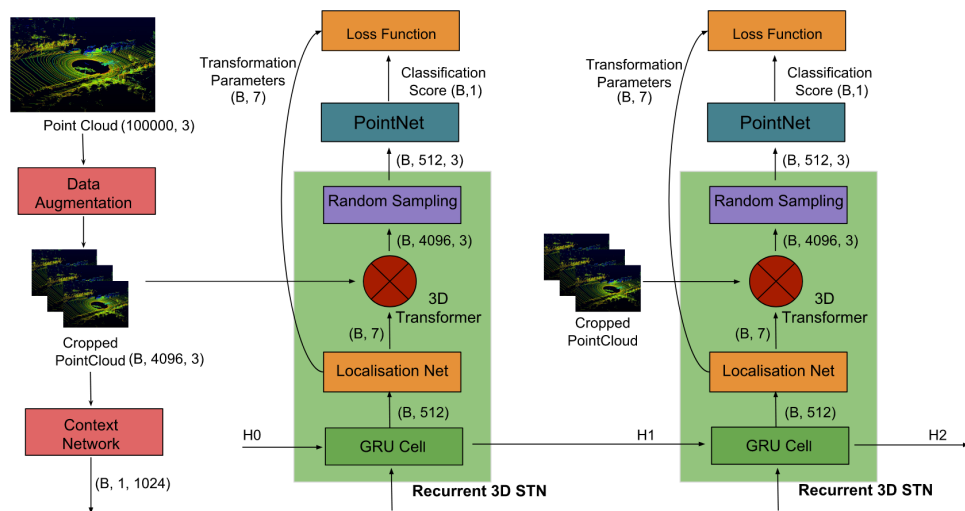 Point Cloud (100000, 3)
Data
Augmentation
Cropped
PointCloud (B, 4096, 3)
Context
Network
(B, 1, 1024)
Loss Function
Transformation
Parameters
(B, 7)
Classification
Score (B,1)
PointNet
(B, 512, 3)
Random Sampling
(B, 4096, 3)
3D
Transformer
(B, 7)
Localisation Net
(B, 512)
H0
GRU Cell
H1
Recurrent 3D STN
Loss Function
Transformation
Parameters
(B, 7)
Classification
Score (B,1)
PointNet
(B, 512, 3)
Random Sampling
(B, 4096, 3)
Cropped
PointCloud
3D
Transformer
(B, 7)
Localisation Net
(B, 512)
GRU Cell
H2
Recurrent 3D STN